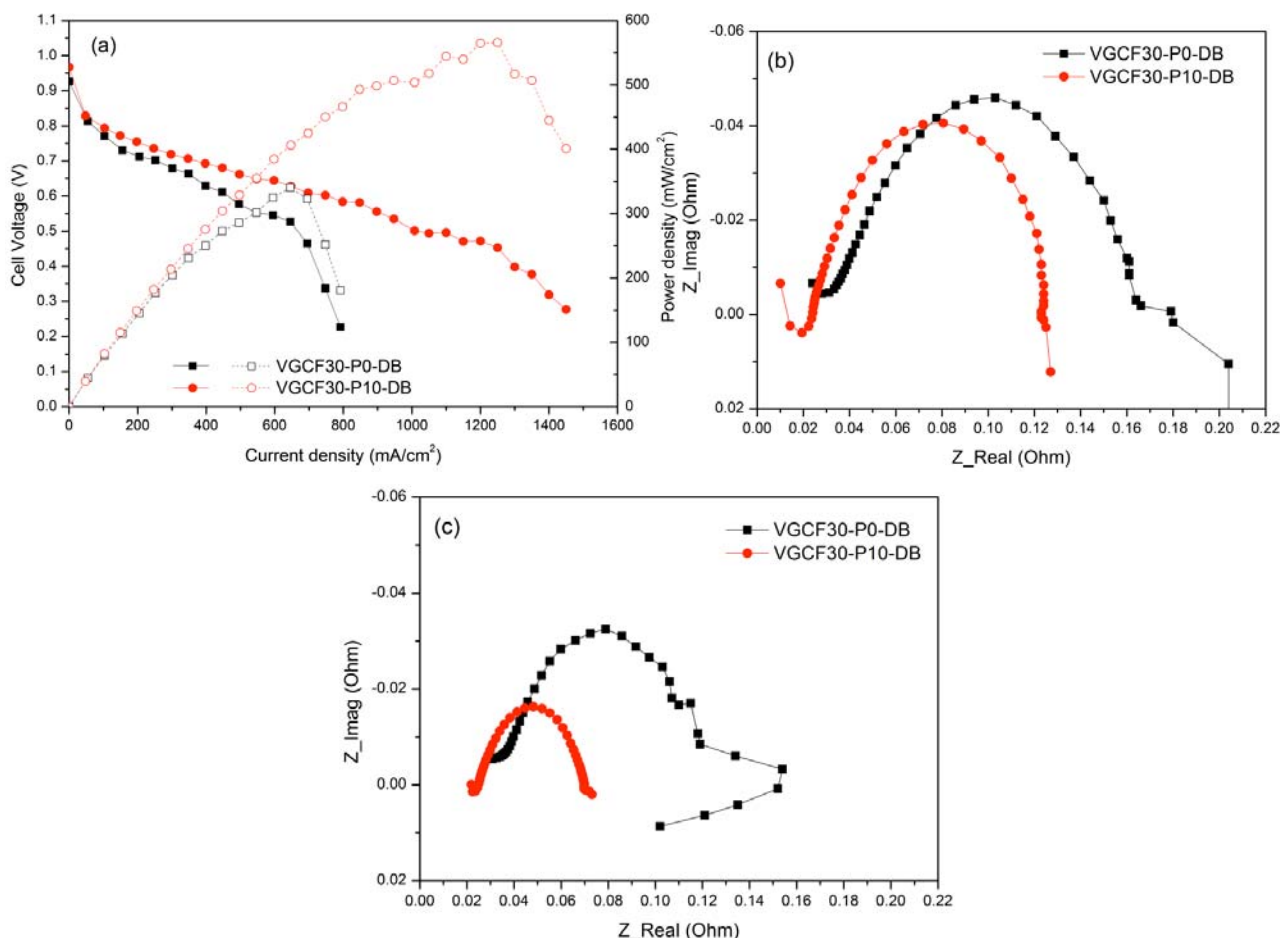 (a)
Cell Voltage (V)
1.1
1.0
0.9
0.8
0.7
0.6
0.5
0.4
0.3
0.2
0.1
0.0
600
500
400
300
200
100
0
Power density (mW/cm²)
VGCF30-P0-DB
VGCF30-P10-DB
0 200 400 600 800 1000 1200 1400 1600
Current density (mA/cm²)
(b)
VGCF30-P0-DB
VGCF30-P10-DB
Z_Imag (Ohm)
-0.06
-0.04
-0.02
0.00
0.02
0.00 0.02 0.04 0.06 0.08 0.10 0.12 0.14 0.16 0.18 0.20 0.22
Z_Real (Ohm)
(c)
VGCF30-P0-DB
VGCF30-P10-DB
Z_Imag (Ohm)
-0.06
-0.04
-0.02
0.00
0.02
0.00 0.02 0.04 0.06 0.08 0.10 0.12 0.14 0.16 0.18 0.20 0.22
Z_Real (Ohm)